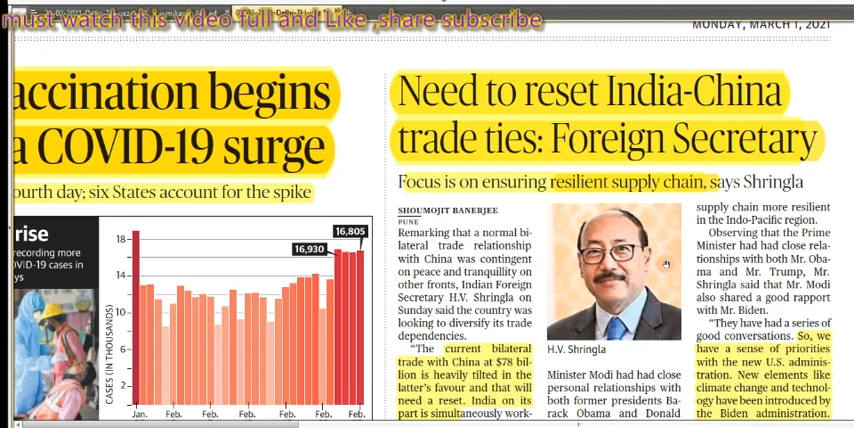 must watch this video full and Like ,share subscribe
MONDAY, MARCH 1, 2021
accination begins
a COVID-19 surge
ourth day; six States account for the spike
rise
recording more
OVID-19 cases in
ys
CASES (IN THOUSANDS)
18
14
10
6
2
16,930
16,805
Jan.
Feb.
Feb.
Feb.
Feb.
Feb.
Feb.
Need to reset India-China
trade ties: Foreign Secretary
Focus is on ensuring resilient supply chain, says Shringla
SHOUMOJIT BANERJEE
PUNE
Remarking that a normal bi-
lateral trade relationship
with China was contingent
on peace and tranquillity on
other fronts, Indian Foreign
Secretary H.V. Shringla on
Sunday said the country was
looking to diversify its trade
dependencies.
“The current bilateral
trade with China at $78 bil-
lion is heavily tilted in the
latter’s favour and that will
need a reset. India on its
part is simultaneously work-
H.V. Shringla
Minister Modi had had close
personal relationships with
both former presidents Ba-
rack Obama and Donald
supply chain more resilient
in the Indo-Pacific region.
Observing that the Prime
Minister had had close rela-
tionships with both Mr. Oba-
ma and Mr. Trump, Mr.
Shringla said that Mr. Modi
also shared a good rapport
with Mr. Biden.
“They have had a series of
good conversations. So, we
have a sense of priorities
with the new U.S. adminis-
tration. New elements like
climate change and technol-
ogy have been introduced by
the Biden administration.